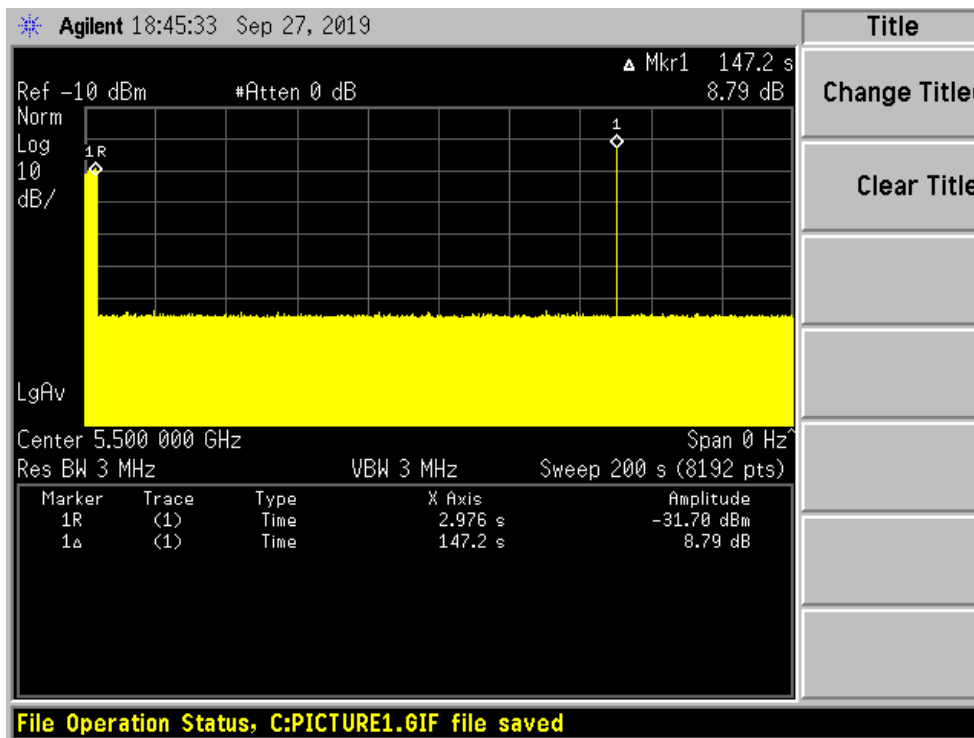 Agilent 18:45:33 Sep 27, 2019
Title
Δ Mkr1 147.2 s
Ref -10 dBm #Atten 0 dB 8.79 dB
Change Title
Norm
Log
10
dB/
1R
1
Clear Title
LgAv
Center 5.500 000 GHz Span 0 Hz^
Res BW 3 MHz VBW 3 MHz Sweep 200 s (8192 pts)
Marker Trace Type X Axis Amplitude
1R (1) Time 2.976 s -31.70 dBm
1Δ (1) Time 147.2 s 8.79 dB
File Operation Status, C:PICTURE1.GIF file saved